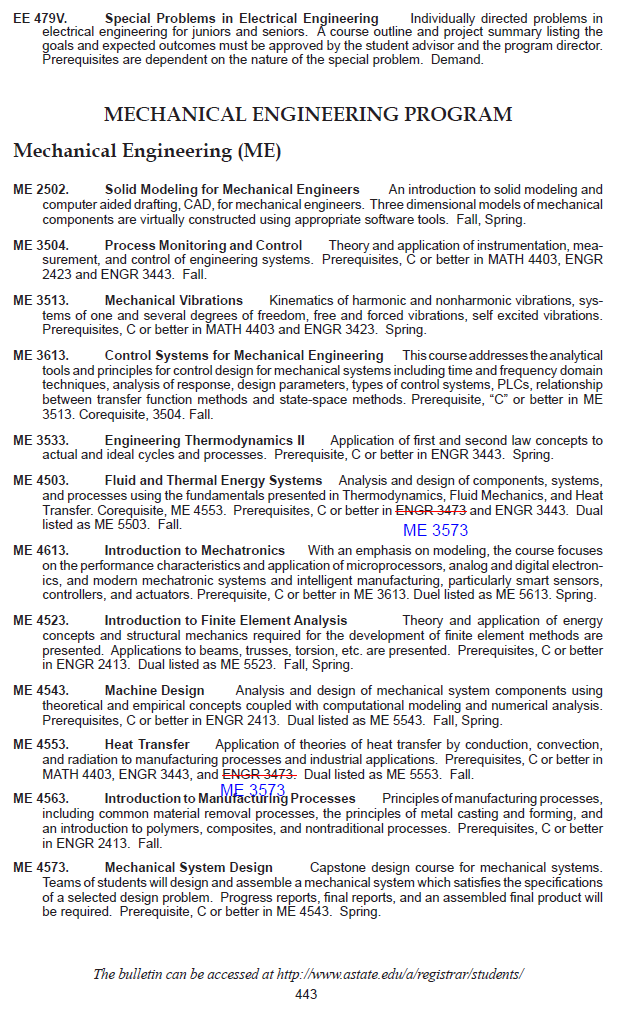 EE 479V. Special Problems in Electrical Engineering Individually directed problems in
electrical engineering for juniors and seniors. A course outline and project summary listing the
goals and expected outcomes must be approved by the student advisor and the program director.
Prerequisites are dependent on the nature of the special problem. Demand.
MECHANICAL ENGINEERING PROGRAM
Mechanical Engineering (ME)
ME 2502. Solid Modeling for Mechanical Engineers An introduction to solid modeling and
computer aided drafting, CAD, for mechanical engineers. Three dimensional models of mechanical
components are virtually constructed using appropriate software tools. Fall, Spring.
ME 3504. Process Monitoring and Control Theory and application of instrumentation, mea-
surement, and control of engineering systems. Prerequisites, C or better in MATH 4403, ENGR
2423 and ENGR 3443. Fall.
ME 3513. Mechanical Vibrations Kinematics of harmonic and nonharmonic vibrations, sys-
tems of one and several degrees of freedom, free and forced vibrations, self excited vibrations.
Prerequisites, C or better in MATH 4403 and ENGR 3423. Spring.
ME 3613. Control Systems for Mechanical Engineering This course addresses the analytical
tools and principles for control design for mechanical systems including time and frequency domain
techniques, analysis of response, design parameters, types of control systems, PLCs, relationship
between transfer function methods and state-space methods. Prerequisite, “C” or better in ME
3513. Corequisite, 3504. Fall.
ME 3533. Engineering Thermodynamics II Application of first and second law concepts to
actual and ideal cycles and processes. Prerequisite, C or better in ENGR 3443. Spring.
ME 4503. Fluid and Thermal Energy Systems Analysis and design of components, systems,
and processes using the fundamentals presented in Thermodynamics, Fluid Mechanics, and Heat
Transfer. Corequisite, ME 4553. Prerequisites, C or better in ENGR 3473 and ENGR 3443. Dual
listed as ME 5503. Fall.
ME 3573
ME 4613. Introduction to Mechatronics With an emphasis on modeling, the course focuses
on the performance characteristics and application of microprocessors, analog and digital electron-
ics, and modern mechatronic systems and intelligent manufacturing, particularly smart sensors,
controllers, and actuators. Prerequisite, C or better in ME 3613. Duel listed as ME 5613. Spring.
ME 4523. Introduction to Finite Element Analysis Theory and application of energy
concepts and structural mechanics required for the development of finite element methods are
presented. Applications to beams, trusses, torsion, etc. are presented. Prerequisites, C or better
in ENGR 2413. Dual listed as ME 5523. Fall, Spring.
ME 4543. Machine Design Analysis and design of mechanical system components using
theoretical and empirical concepts coupled with computational modeling and numerical analysis.
Prerequisites, C or better in ENGR 2413. Dual listed as ME 5543. Fall, Spring.
ME 4553. Heat Transfer Application of theories of heat transfer by conduction, convection,
and radiation to manufacturing processes and industrial applications. Prerequisites, C or better in
MATH 4403, ENGR 3443, and ENGR 3473. Dual listed as ME 5553. Fall.
ME 3573
ME 4563. Introduction to Manufacturing Processes Principles of manufacturing processes,
including common material removal processes, the principles of metal casting and forming, and
an introduction to polymers, composites, and nontraditional processes. Prerequisites, C or better
in ENGR 2413. Fall.
ME 4573. Mechanical System Design Capstone design course for mechanical systems.
Teams of students will design and assemble a mechanical system which satisfies the specifications
of a selected design problem. Progress reports, final reports, and an assembled final product will
be required. Prerequisite, C or better in ME 4543. Spring.
The bulletin can be accessed at http://www.astate.edu/a/registrar/students/
443